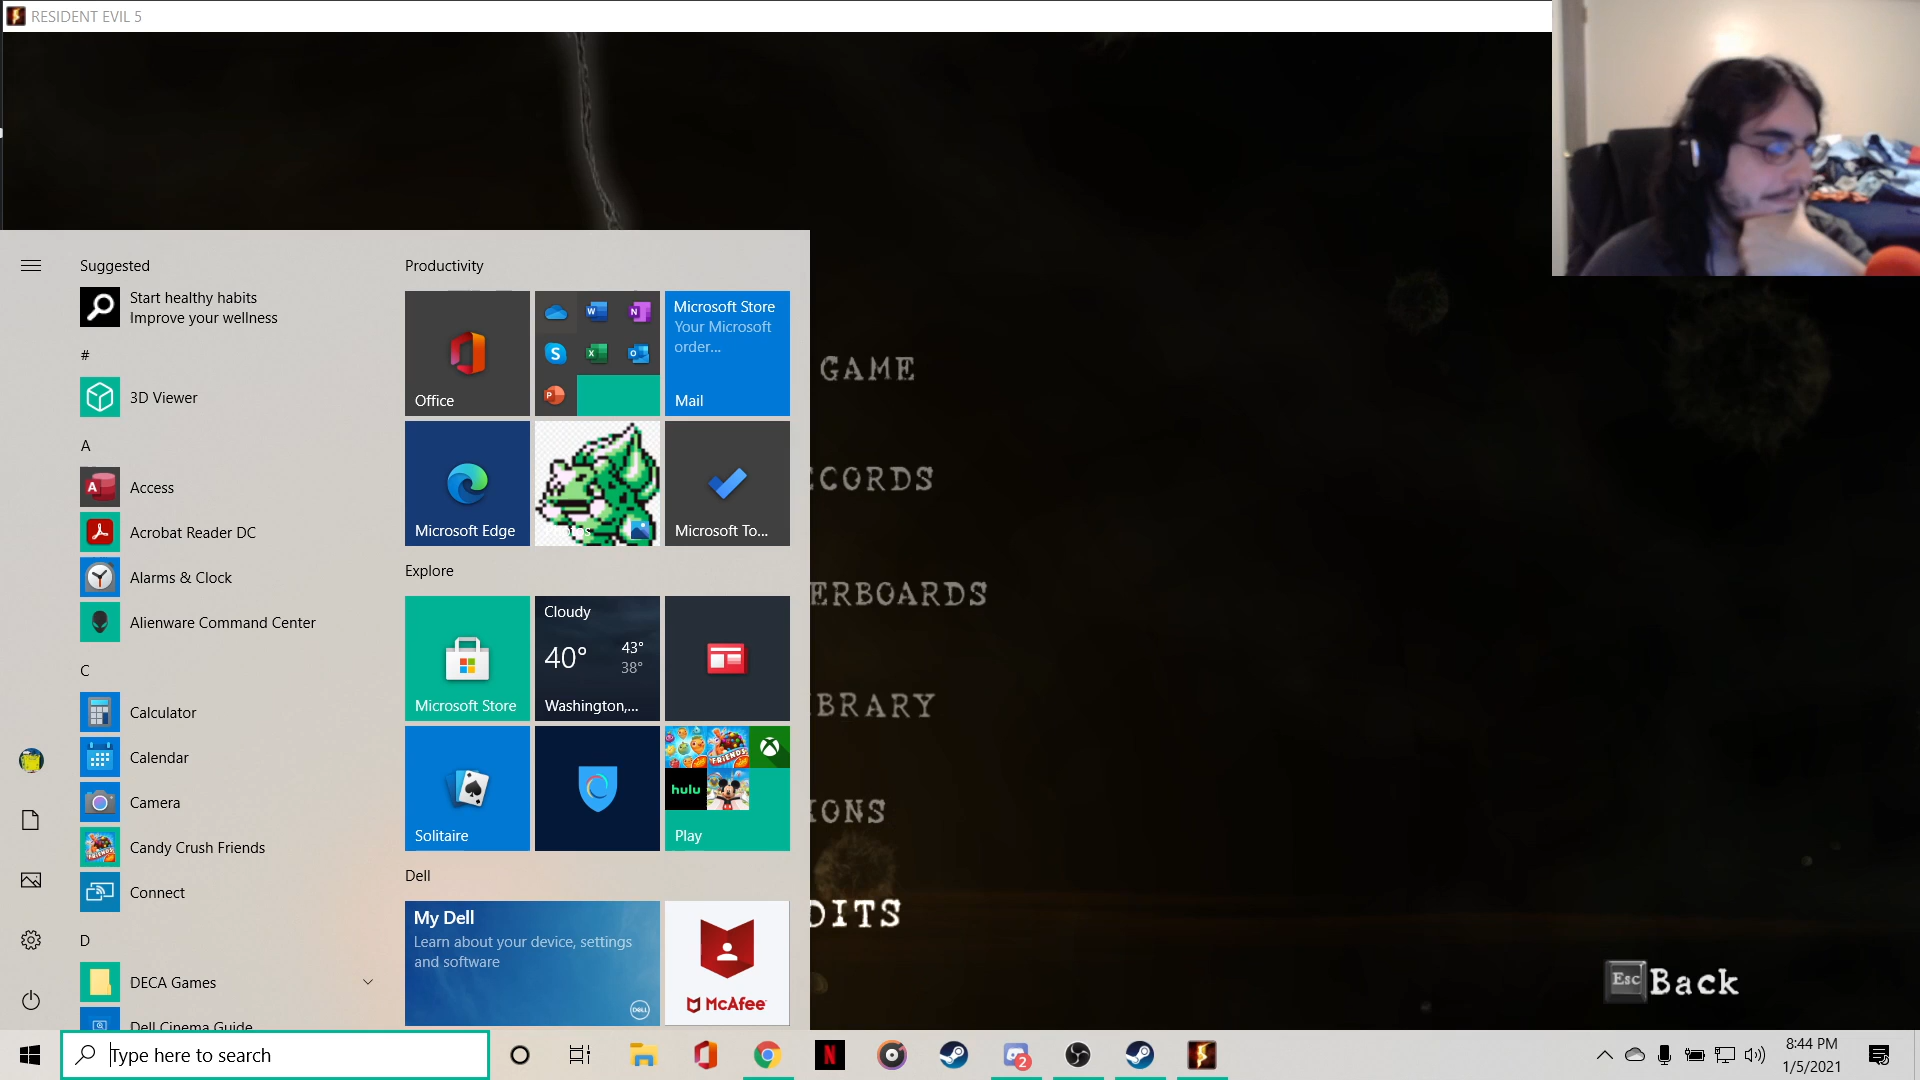 RESIDENT EVIL 5
Suggested
Start healthy habits
Improve your wellness
#
3D Viewer
A
Access
Acrobat Reader DC
Alarms & Clock
Alienware Command Center
C
Calculator
Calendar
Camera
Candy Crush Friends
Connect
D
DECA Games
Dell Cinema Guide
Productivity
Office
Microsoft Store
Your Microsoft
order...
Mail
Microsoft Edge
Microsoft To...
Explore
Microsoft Store
Cloudy
40°
43°
38°
Washington,...
Solitaire
FRIENDS
hulu
Play
Dell
My Dell
Learn about your device, settings
and software
DELL
McAfee
GAME
CORDS
ERBOARDS
BRARY
IONS
DITS
Esc Back
Type here to search
2
8:44 PM
1/5/2021